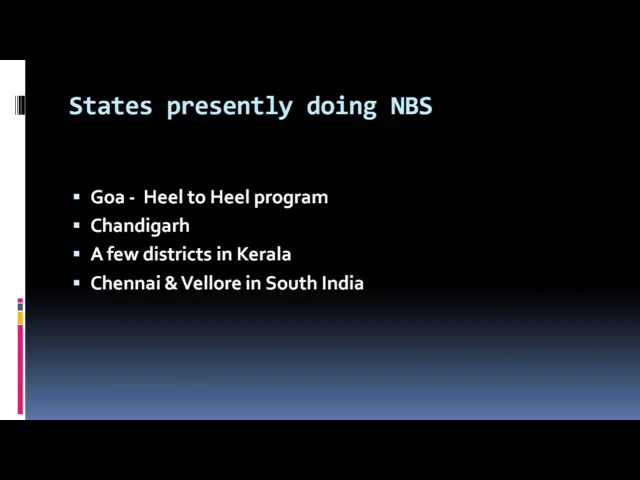 States presently doing NBS
▪ Goa - Heel to Heel program
▪ Chandigarh
▪ A few districts in Kerala
▪ Chennai & Vellore in South India